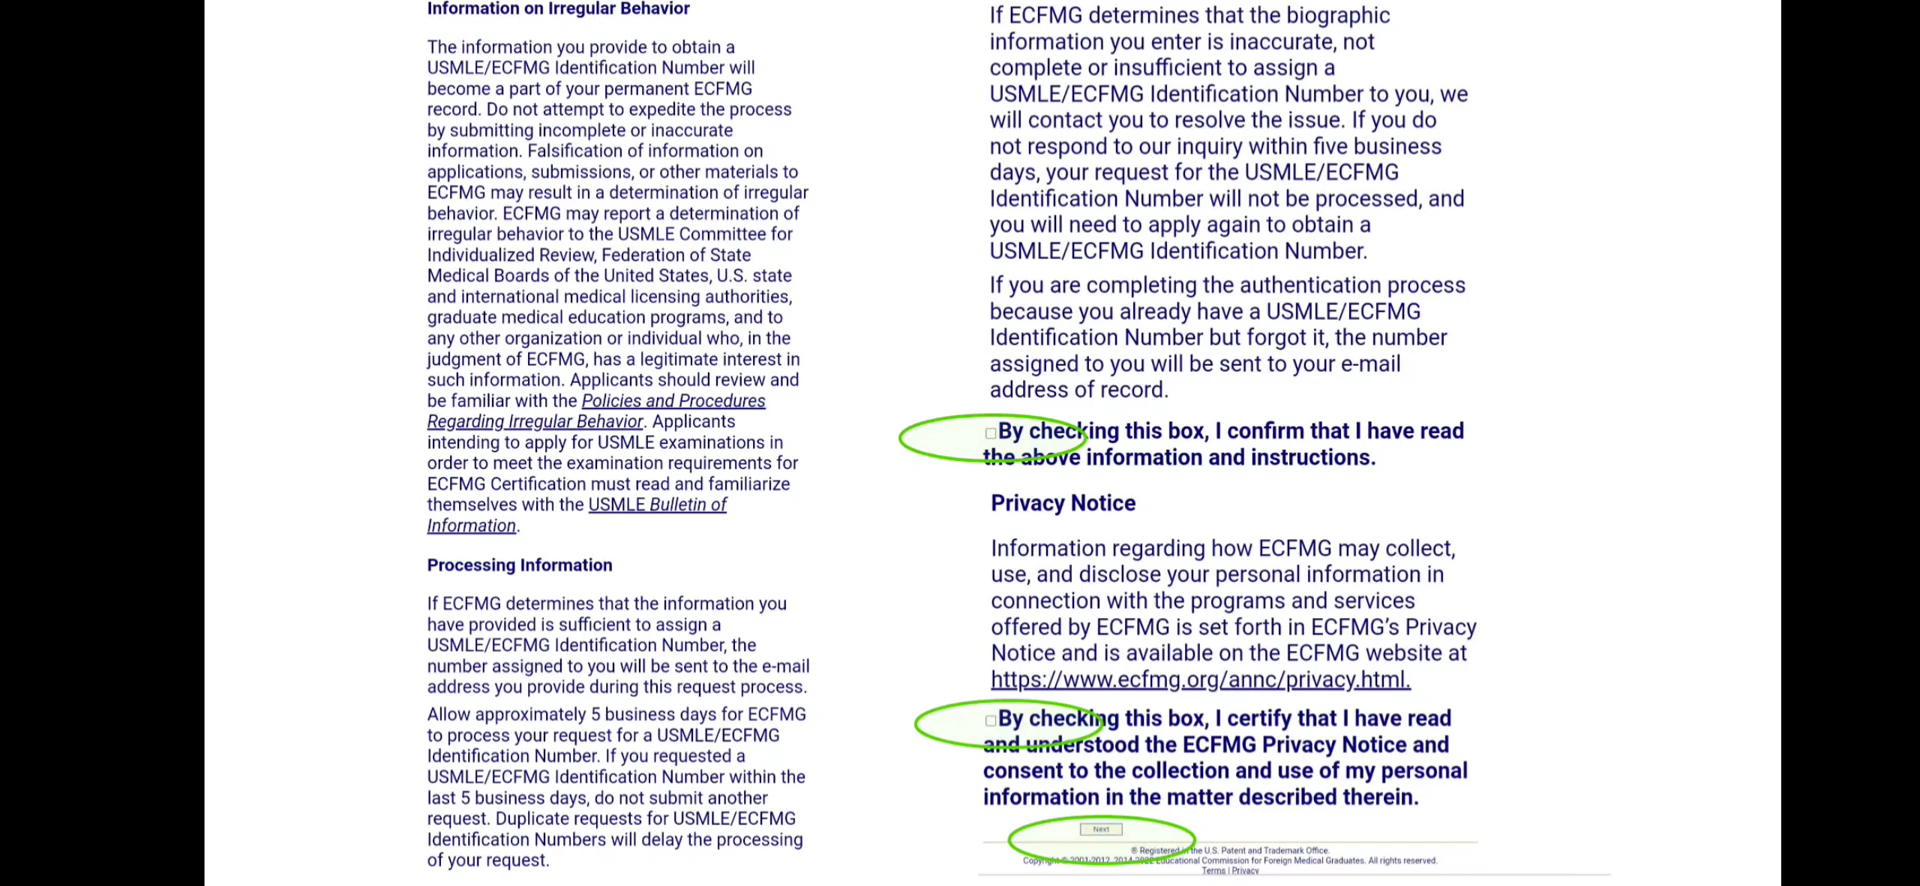 Information on Irregular Behavior
The information you provide to obtain a
USMLE/ECFMG Identification Number will
become a part of your permanent ECFMG
record. Do not attempt to expedite the process
by submitting incomplete or inaccurate
information. Falsification of information on
applications, submissions, or other materials to
ECFMG may result in a determination of irregular
behavior. ECFMG may report a determination of
irregular behavior to the USMLE Committee for
Individualized Review, Federation of State
Medical Boards of the United States, U.S. state
and international medical licensing authorities,
graduate medical education programs, and to
any other organization or individual who, in the
judgment of ECFMG, has a legitimate interest in
such information. Applicants should review and
be familiar with the Policies and Procedures
Regarding Irregular Behavior. Applicants
intending to apply for USMLE examinations in
order to meet the examination requirements for
ECFMG Certification must read and familiarize
themselves with the USMLE Bulletin of
Information.
Processing Information
If ECFMG determines that the information you
have provided is sufficient to assign a
USMLE/ECFMG Identification Number, the
number assigned to you will be sent to the e-mail
address you provide during this request process.
Allow approximately 5 business days for ECFMG
to process your request for a USMLE/ECFMG
Identification Number. If you requested a
USMLE/ECFMG Identification Number within the
last 5 business days, do not submit another
request. Duplicate requests for USMLE/ECFMG
Identification Numbers will delay the processing
of your request.
If ECFMG determines that the biographic
information you enter is inaccurate, not
complete or insufficient to assign a
USMLE/ECFMG Identification Number to you, we
will contact you to resolve the issue. If you do
not respond to our inquiry within five business
days, your request for the USMLE/ECFMG
Identification Number will not be processed, and
you will need to apply again to obtain a
USMLE/ECFMG Identification Number.
If you are completing the authentication process
because you already have a USMLE/ECFMG
Identification Number but forgot it, the number
assigned to you will be sent to your e-mail
address of record.
By checking this box, I confirm that I have read
the above information and instructions.
Privacy Notice
Information regarding how ECFMG may collect,
use, and disclose your personal information in
connection with the programs and services
offered by ECFMG is set forth in ECFMG's Privacy
Notice and is available on the ECFMG website at
https://www.ecfmg.org/annc/privacy.html.
By checking this box, I certify that I have read
and understood the ECFMG Privacy Notice and
consent to the collection and use of my personal
information in the matter described therein.
Next
® Registered in the U.S. Patent and Trademark Office.
Copyright © 2001-2012, 2014-2022 Educational Commission for Foreign Medical Graduates. All rights reserved.
Terms | Privacy